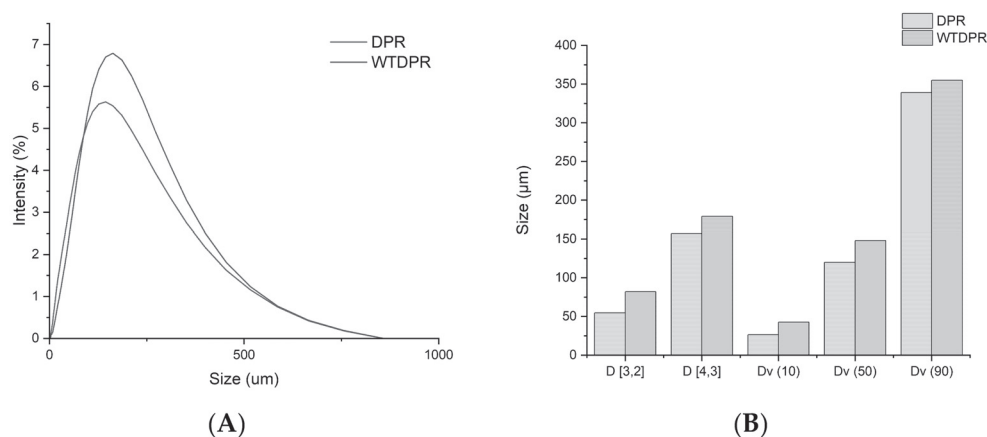 DPR
WTDPR
7
6
5
4
3
2
1
0
Intensity (%)
0 500 1000
Size (um)
(A)
DPR
WTDPR
400
350
300
250
200
150
100
50
0
Size (μm)
D [3,2] D [4,3] Dv (10) Dv (50) Dv (90)
(B)